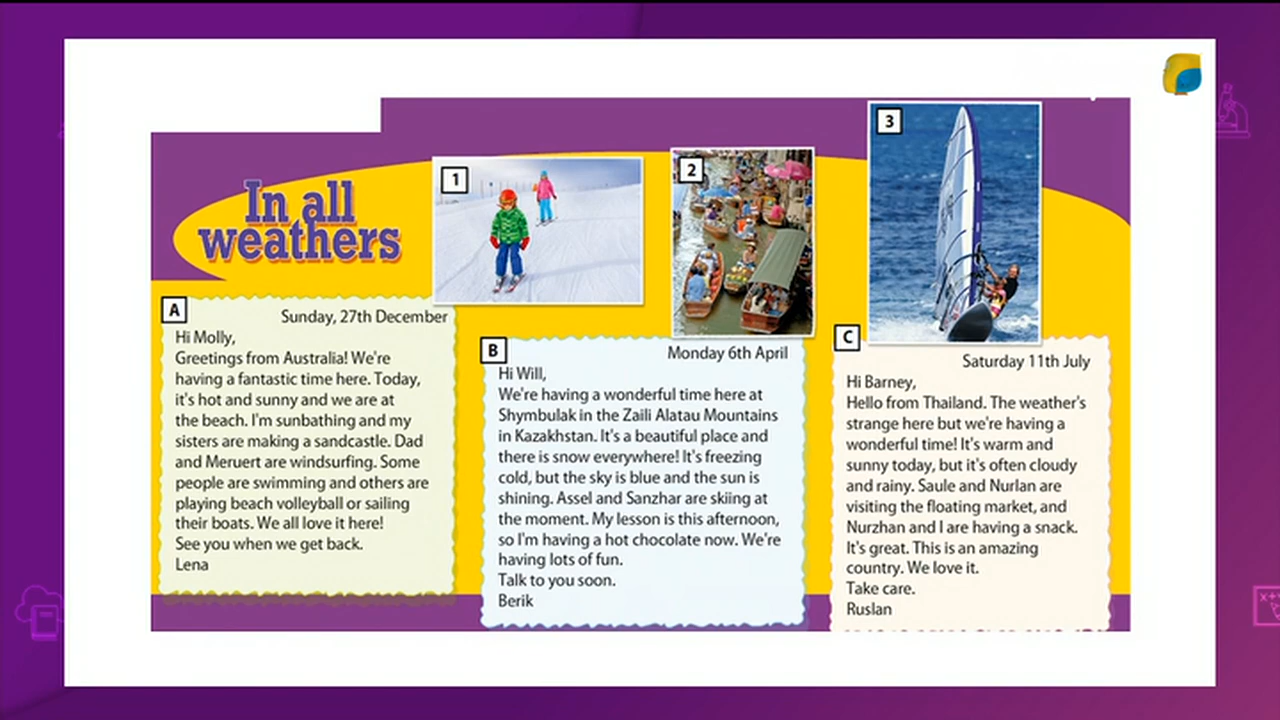 In all
weathers
1
2
3
A
Sunday, 27th December
Hi Molly,
Greetings from Australia! We're
having a fantastic time here. Today,
it's hot and sunny and we are at
the beach. I'm sunbathing and my
sisters are making a sandcastle. Dad
and Meruert are windsurfing. Some
people are swimming and others are
playing beach volleyball or sailing
their boats. We all love it here!
See you when we get back.
Lena
B
Monday 6th April
Hi Will,
We're having a wonderful time here at
Shymbulak in the Zaili Alatau Mountains
in Kazakhstan. It's a beautiful place and
there is snow everywhere! It's freezing
cold, but the sky is blue and the sun is
shining. Assel and Sanzhar are skiing at
the moment. My lesson is this afternoon,
so I'm having a hot chocolate now. We're
having lots of fun.
Talk to you soon.
Berik
C
Saturday 11th July
Hi Barney,
Hello from Thailand. The weather's
strange here but we're having a
wonderful time! It's warm and
sunny today, but it's often cloudy
and rainy. Saule and Nurlan are
visiting the floating market, and
Nurzhan and I are having a snack.
It's great. This is an amazing
country. We love it.
Take care.
Ruslan